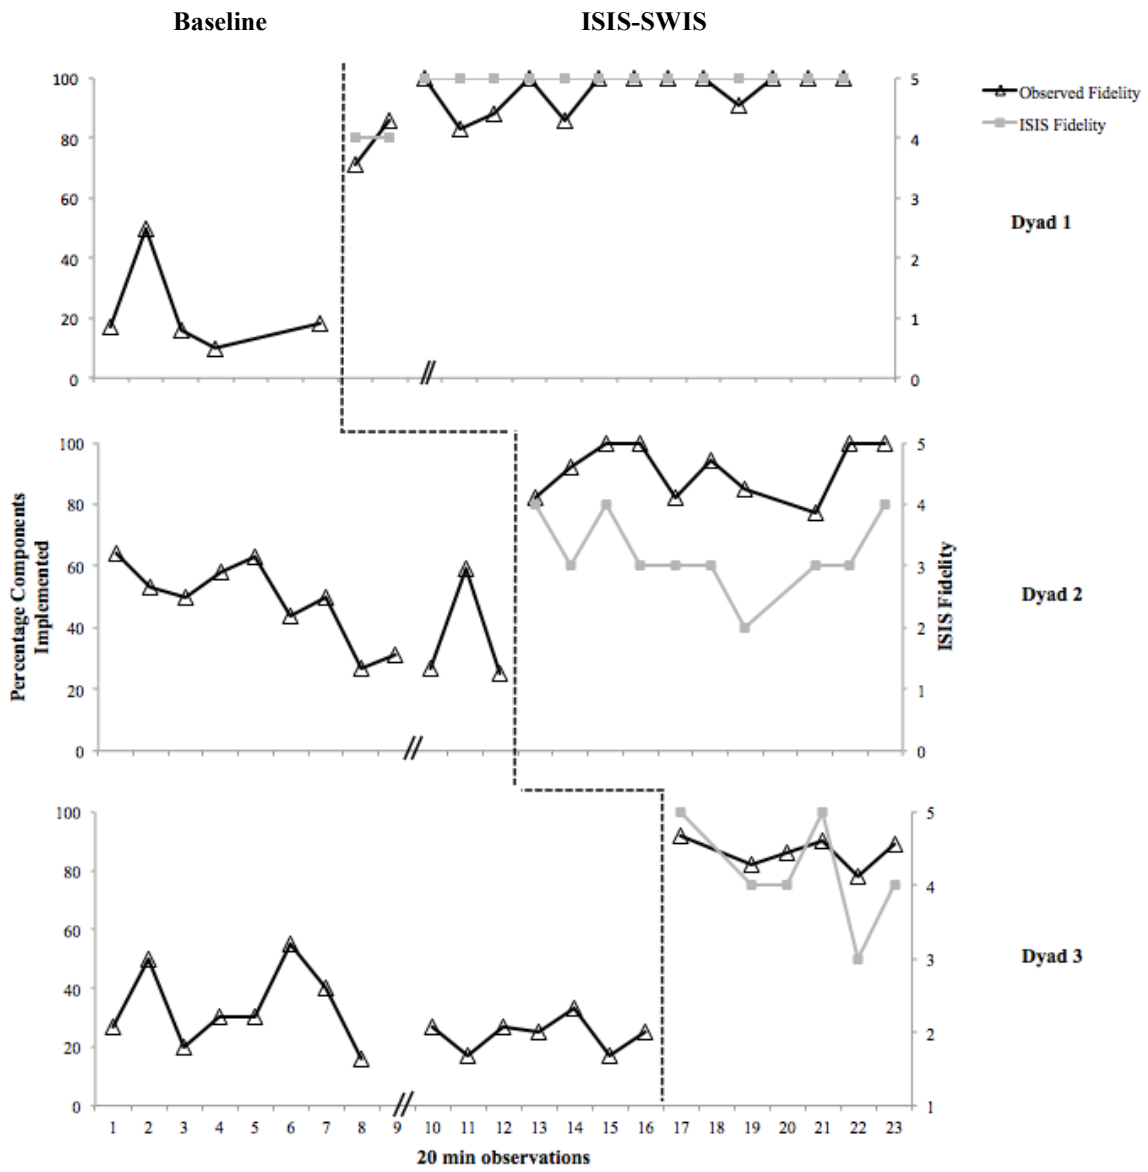 Baseline ISIS-SWIS
100 5
Observed Fidelity
80 4
ISIS Fidelity
60 3
Dyad 1
40 2
20 1
0 0
100 5
80 4
60 3
Percentage Components
Implemented
ISIS Fidelity
Dyad 2
40 2
20 1
0 0
100 5
80 4
60
3
Dyad 3
40
2
20
0 1
1 2 3 4 5 6 7 8 9 10 11 12 13 14 15 16 17 18 19 20 21 22 23
20 min observations